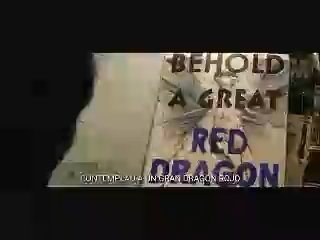 BEHOLD
A GREAT
RED
DRAGON
CONTEMPLAD A UN GRAN DRAGON ROJO